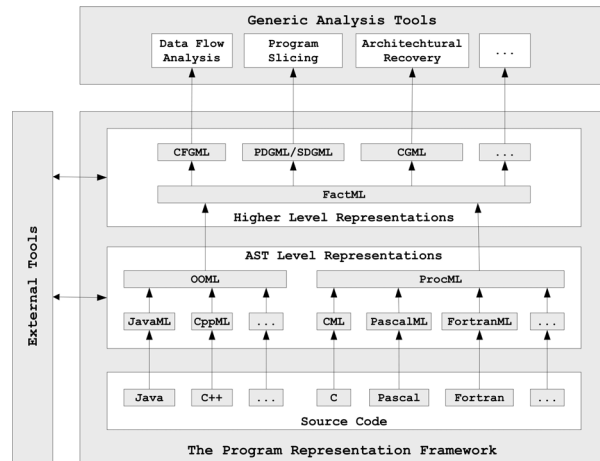 Generic Analysis Tools
Data Flow
Analysis
Program
Slicing
Architechtural
Recovery
...
External Tools
CFGML
PDGML/SDGML
CGML
...
FactML
Higher Level Representations
AST Level Representations
OOML
ProcML
JavaML
CppML
...
CML
PascalML
FortranML
...
Java
C++
...
C
Pascal
Fortran
...
Source Code
The Program Representation Framework